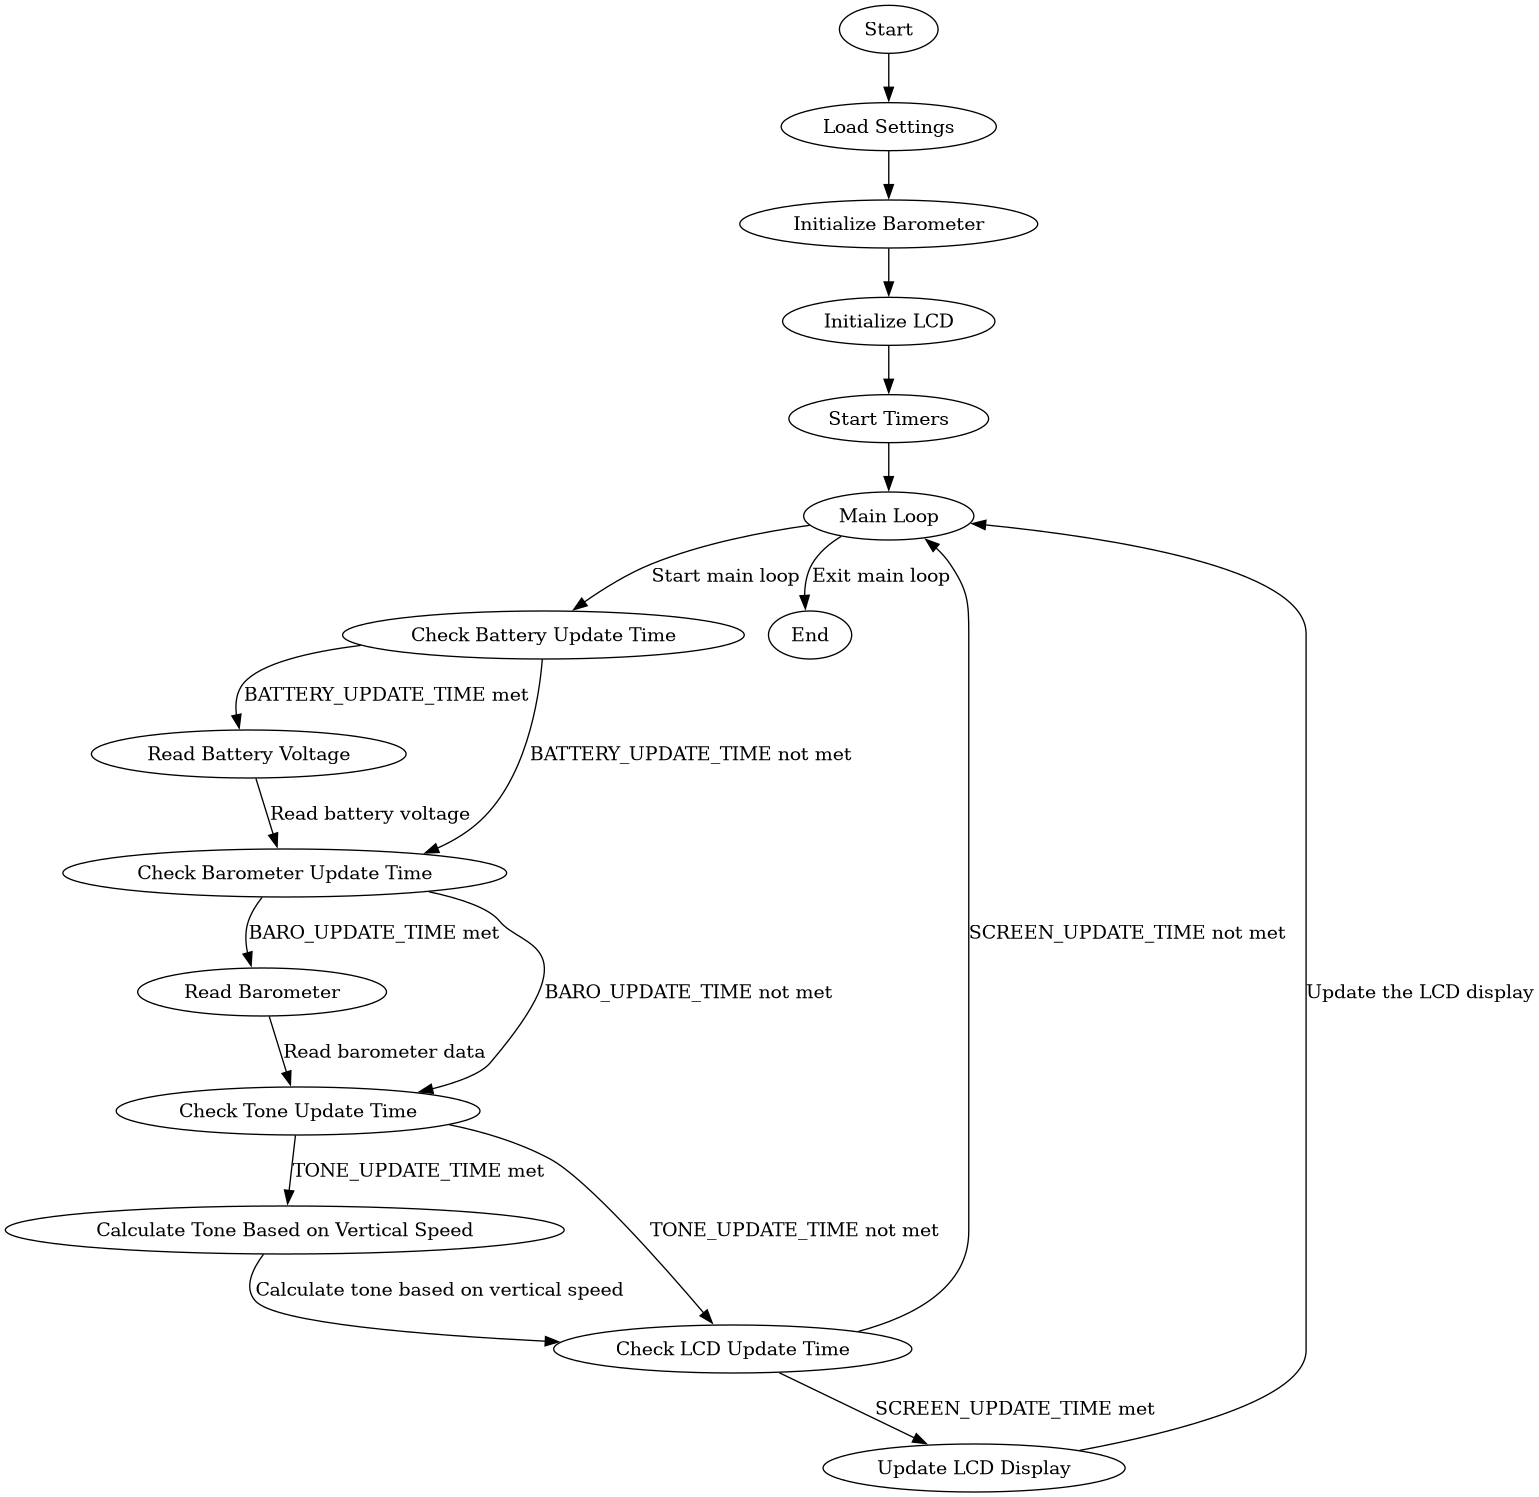 Start
Load Settings
Initialize Barometer
Initialize LCD
Start Timers
Main Loop
Start main loop
Exit main loop
Check Battery Update Time
End
BATTERY_UPDATE_TIME met
Read Battery Voltage
BATTERY_UPDATE_TIME not met
Read battery voltage
Check Barometer Update Time
BARO_UPDATE_TIME met
SCREEN_UPDATE_TIME not met
Read Barometer
BARO_UPDATE_TIME not met
Update the LCD display
Read barometer data
Check Tone Update Time
TONE_UPDATE_TIME met
Calculate Tone Based on Vertical Speed
TONE_UPDATE_TIME not met
Calculate tone based on vertical speed
Check LCD Update Time
SCREEN_UPDATE_TIME met
Update LCD Display